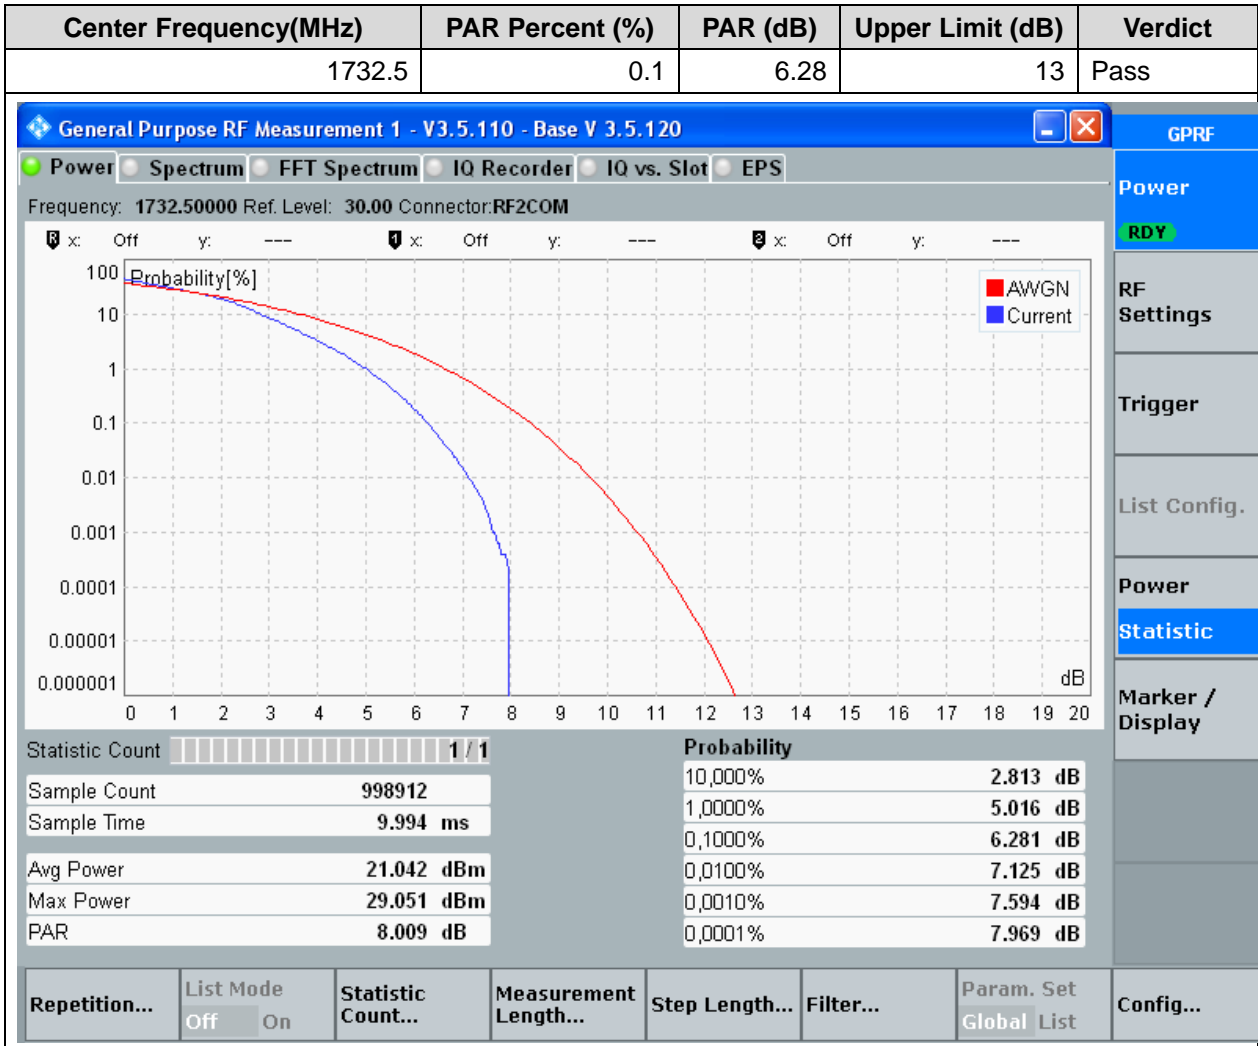 Center Frequency(MHz) PAR Percent (%) PAR (dB) Upper Limit (dB) Verdict
1732.5 0.1 6.28 13 Pass
General Purpose RF Measurement 1 - V3.5.110 - Base V 3.5.120
GPRF
Power Spectrum FFT Spectrum IQ Recorder IQ vs. Slot EPS
Frequency: 1732.50000 Ref. Level: 30.00 Connector:RF2COM
R x: Off y: --- 1 x: Off y: --- 2 x: Off y: ---
Probability[%]
AWGN
Current
100
10
1
0.1
0.01
0.001
0.0001
0.00001
0.000001
dB
0 1 2 3 4 5 6 7 8 9 10 11 12 13 14 15 16 17 18 19 20
Statistic Count 1 / 1
Sample Count 998912
Sample Time 9.994 ms
Avg Power 21.042 dBm
Max Power 29.051 dBm
PAR 8.009 dB
Probability
10,000% 2.813 dB
1,0000% 5.016 dB
0,1000% 6.281 dB
0,0100% 7.125 dB
0,0010% 7.594 dB
0,0001% 7.969 dB
Power
RDY
RF
Settings
Trigger
List Config.
Power
Statistic
Marker /
Display
Repetition...
List Mode
Off On
Statistic
Count...
Measurement
Length...
Step Length...
Filter...
Param. Set
Global List
Config...